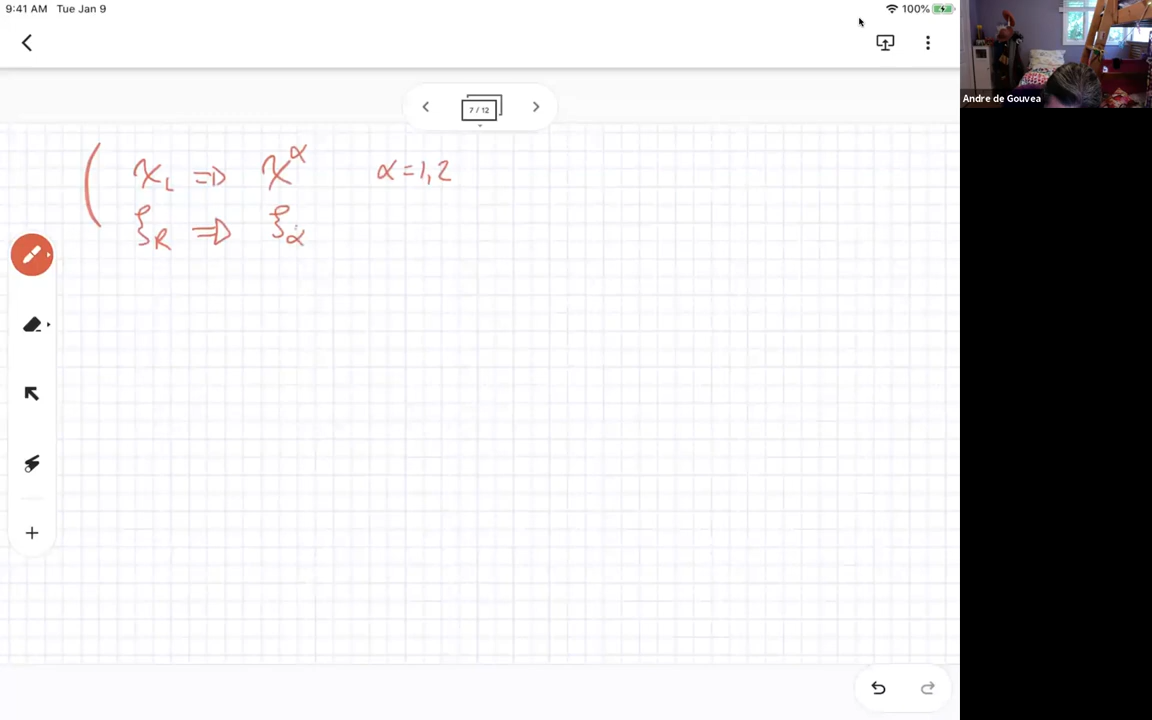 9:41 AM Tue Jan 9
100%
Andre de Gouvea
7 / 12
( χ_L ⇒ χ^α α = 1, 2
ξ_R ⇒ ξ_α